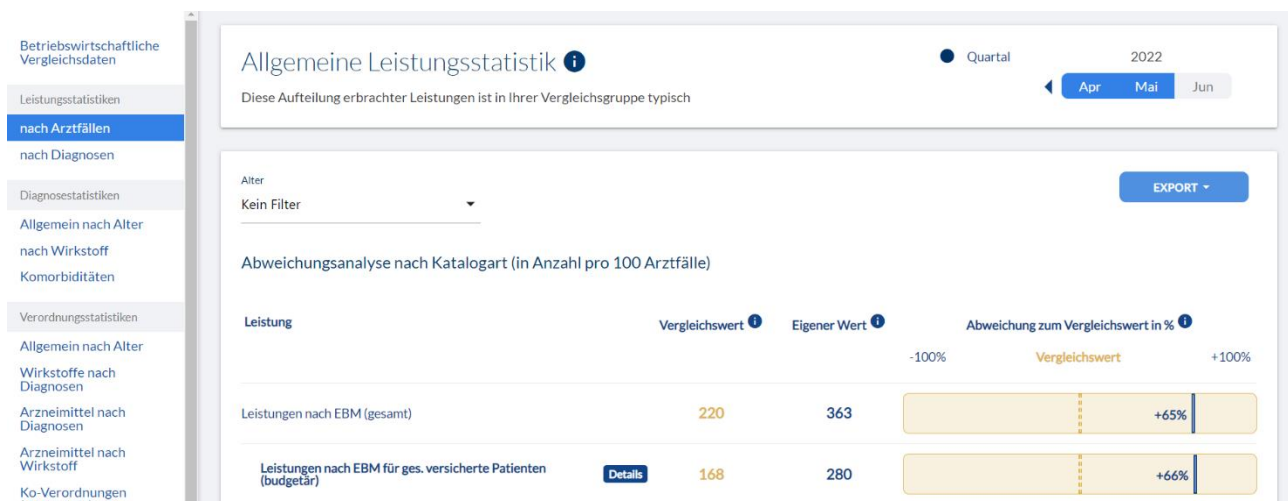 Betriebswirtschaftliche
Vergleichsdaten
Leistungsstatistiken
nach Arztfällen
nach Diagnosen
Diagnosestatistiken
Allgemein nach Alter
nach Wirkstoff
Komorbiditäten
Verordnungsstatistiken
Allgemein nach Alter
Wirkstoffe nach
Diagnosen
Arzneimittel nach
Diagnosen
Arzneimittel nach
Wirkstoff
Ko-Verordnungen
Allgemeine Leistungsstatistik i
Diese Aufteilung erbrachter Leistungen ist in Ihrer Vergleichsgruppe typisch
Quartal 2022
Apr Mai Jun
Alter
Kein Filter
EXPORT
Abweichungsanalyse nach Katalogart (in Anzahl pro 100 Arztfälle)
Leistung Vergleichswert i Eigener Wert i Abweichung zum Vergleichswert in % i
-100% Vergleichswert +100%
Leistungen nach EBM (gesamt) 220 363 +65%
Leistungen nach EBM für ges. versicherte Patienten
(budgetär) Details 168 280 +66%